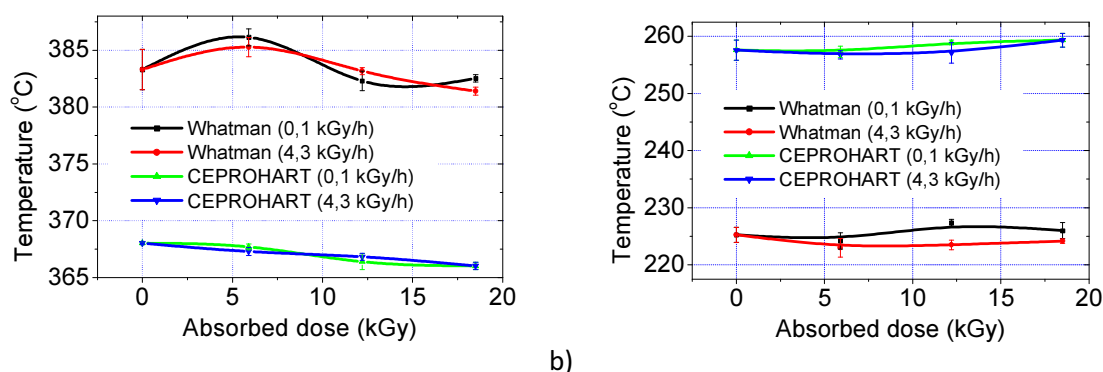 385
380
375
370
365
Temperature (°C)
Whatman (0,1 kGy/h)
Whatman (4,3 kGy/h)
CEPROHART (0,1 kGy/h)
CEPROHART (4,3 kGy/h)
0 5 10 15 20
Absorbed dose (kGy)
b)
260
250
240
230
220
Temperature (°C)
Whatman (0,1 kGy/h)
Whatman (4,3 kGy/h)
CEPROHART (0,1 kGy/h)
CEPROHART (4,3 kGy/h)
0 5 10 15 20
Absorbed dose (kGy)